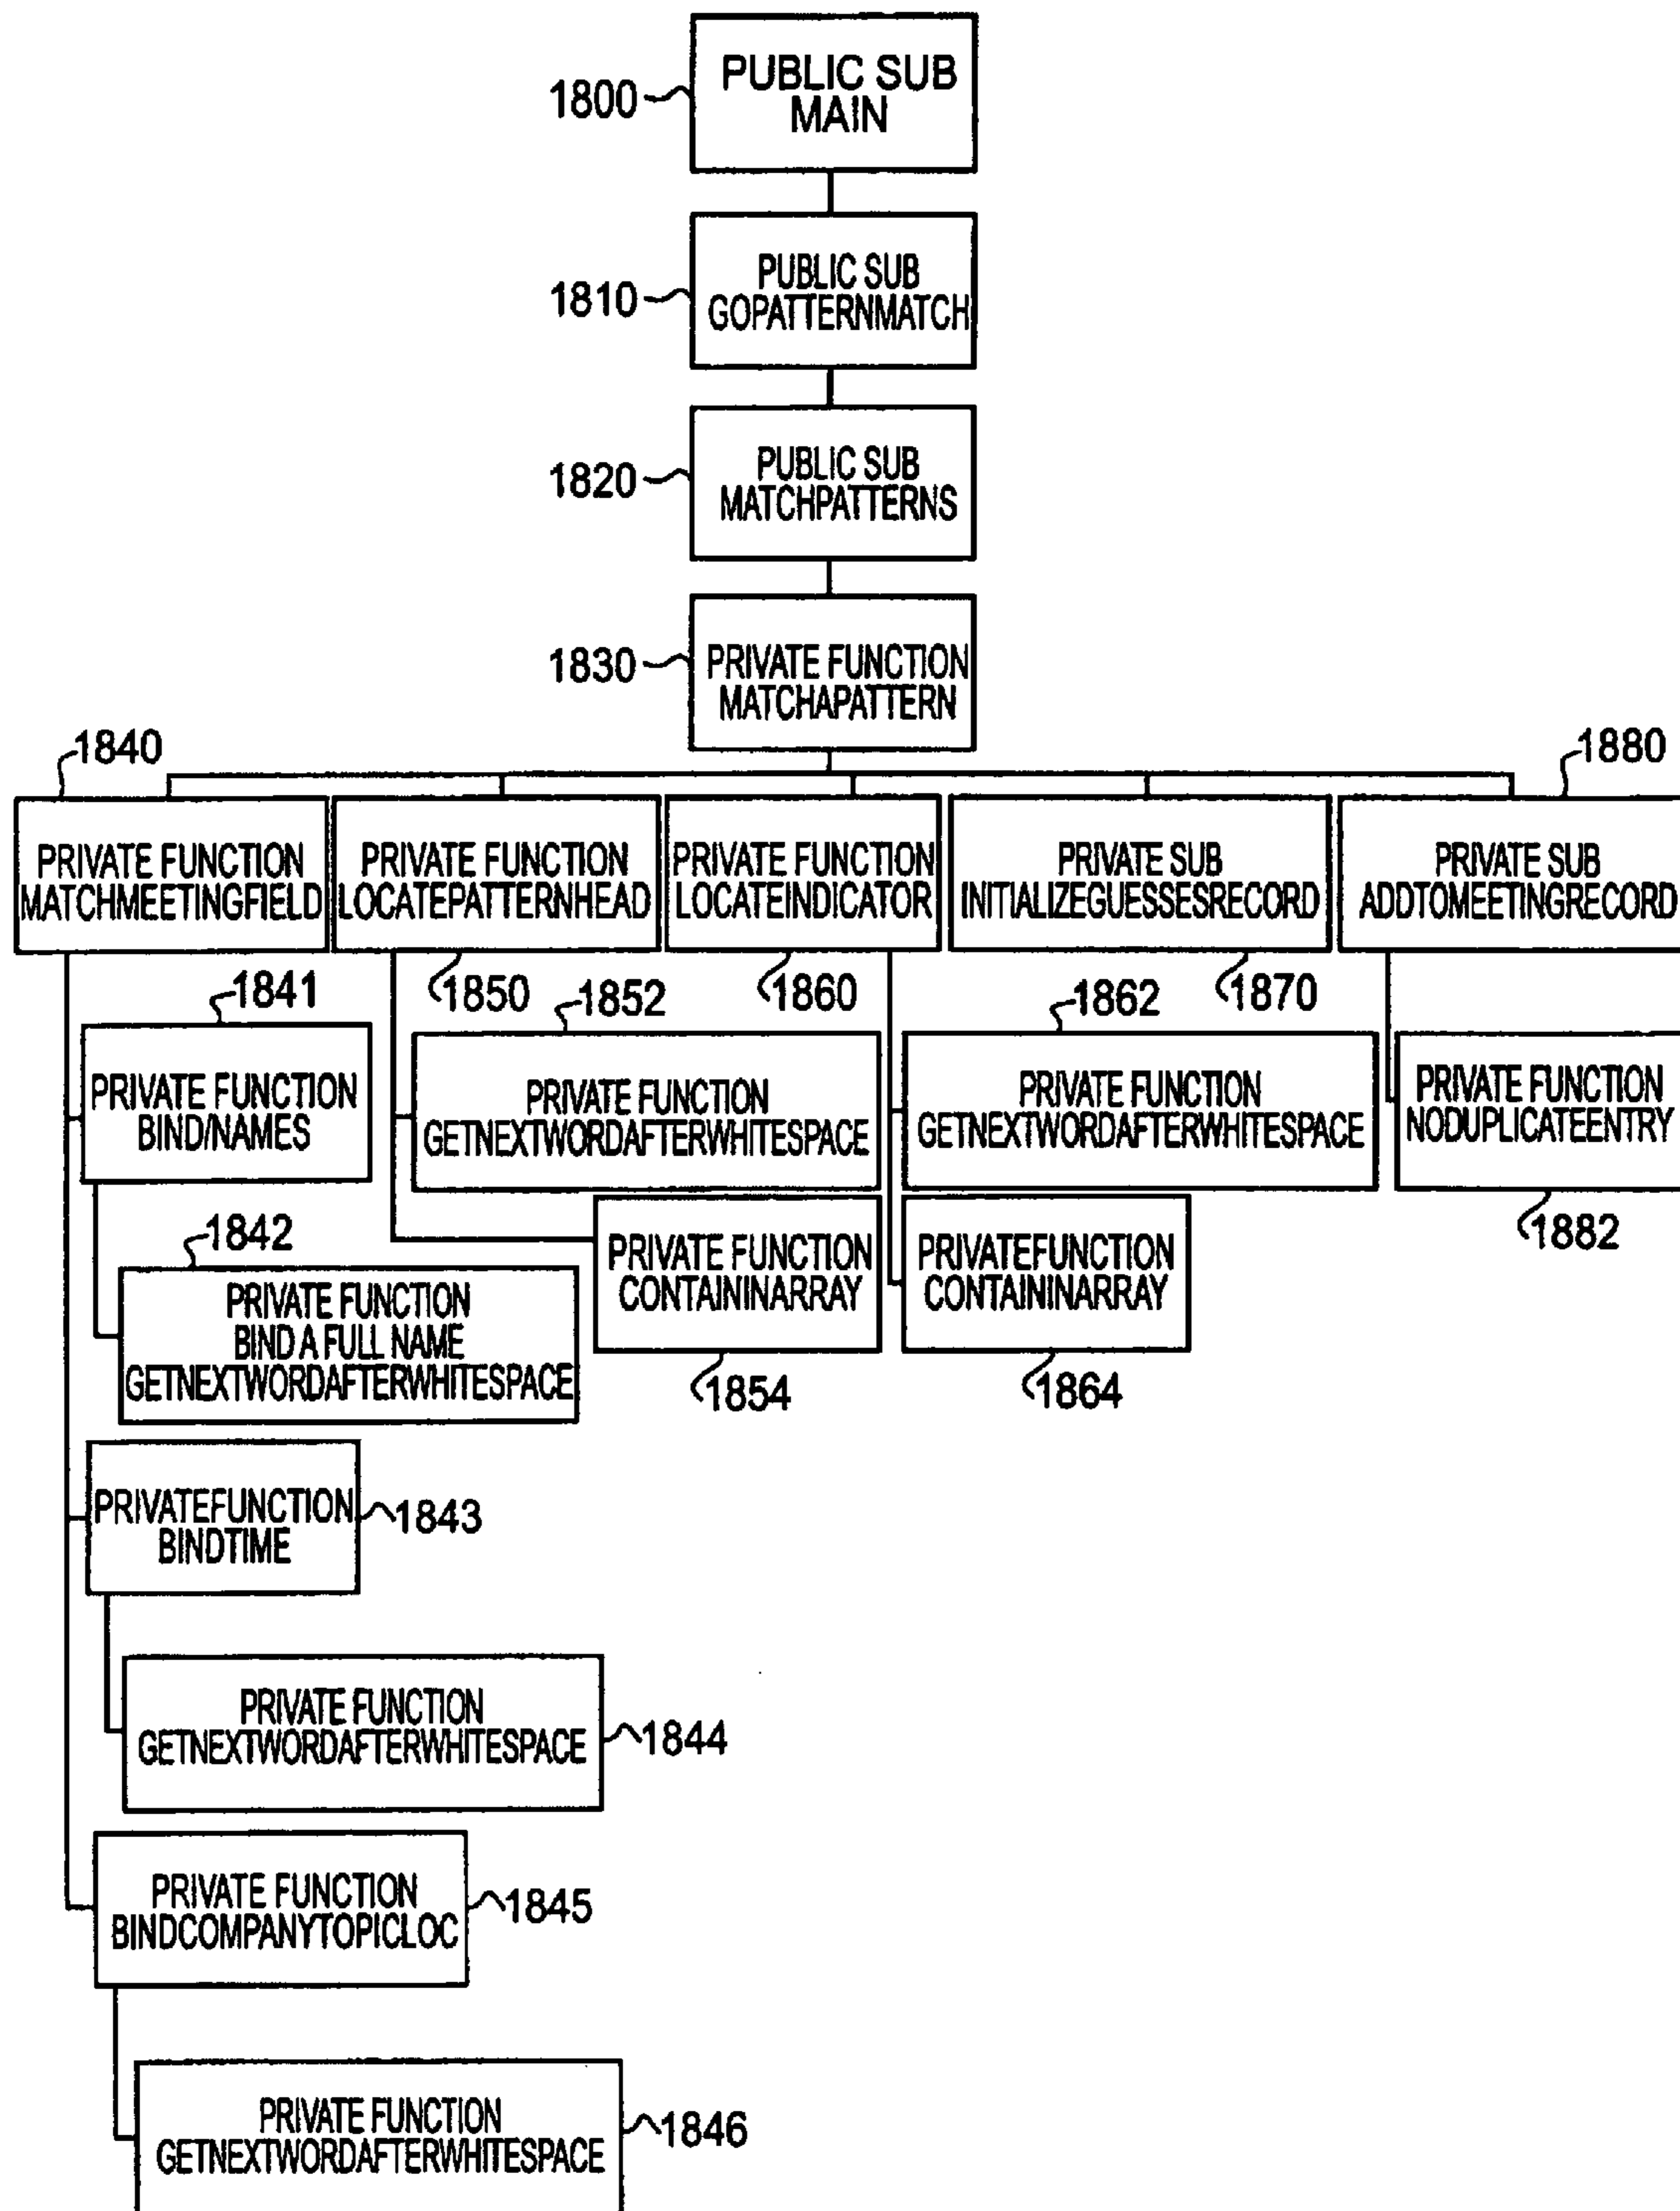 PUBLIC SUB
MAIN
1800
PUBLIC SUB
GOPATTERNMATCH
1810
PUBLIC SUB
MATCHPATTERNS
1820
PRIVATE FUNCTION
MATCHAPATTERN
1830
1840
PRIVATE FUNCTION
MATCHMEETINGFIELD
PRIVATE FUNCTION
LOCATEPATTERNHEAD
1850
PRIVATE FUNCTION
LOCATEINDICATOR
1860
PRIVATE SUB
INITIALIZEGUESSESRECORD
1870
1880
PRIVATE SUB
ADDTOMEETINGRECORD
1841
PRIVATE FUNCTION
BIND/NAMES
1852
PRIVATE FUNCTION
GETNEXTWORDAFTERWHITESPACE
1862
PRIVATE FUNCTION
GETNEXTWORDAFTERWHITESPACE
PRIVATE FUNCTION
NODUPLICATEENTRY
1882
1842
PRIVATE FUNCTION
BIND A FULL NAME
GETNEXTWORDAFTERWHITESPACE
PRIVATE FUNCTION
CONTAININARRAY
1854
PRIVATEFUNCTION
CONTAININARRAY
1864
PRIVATEFUNCTION
BINDTIME
1843
PRIVATE FUNCTION
GETNEXTWORDAFTERWHITESPACE
1844
PRIVATE FUNCTION
BINDCOMPANYTOPICLOC
1845
PRIVATE FUNCTION
GETNEXTWORDAFTERWHITESPACE
1846